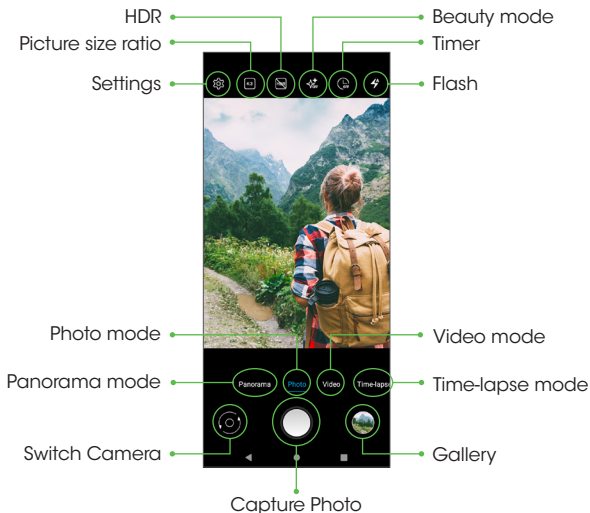 HDR
Beauty mode
Picture size ratio
Timer
Settings
Flash
Photo mode
Video mode
Panorama
Photo
Video
Time-laps
Panorama mode
Time-lapse mode
Switch Camera
Gallery
Capture Photo